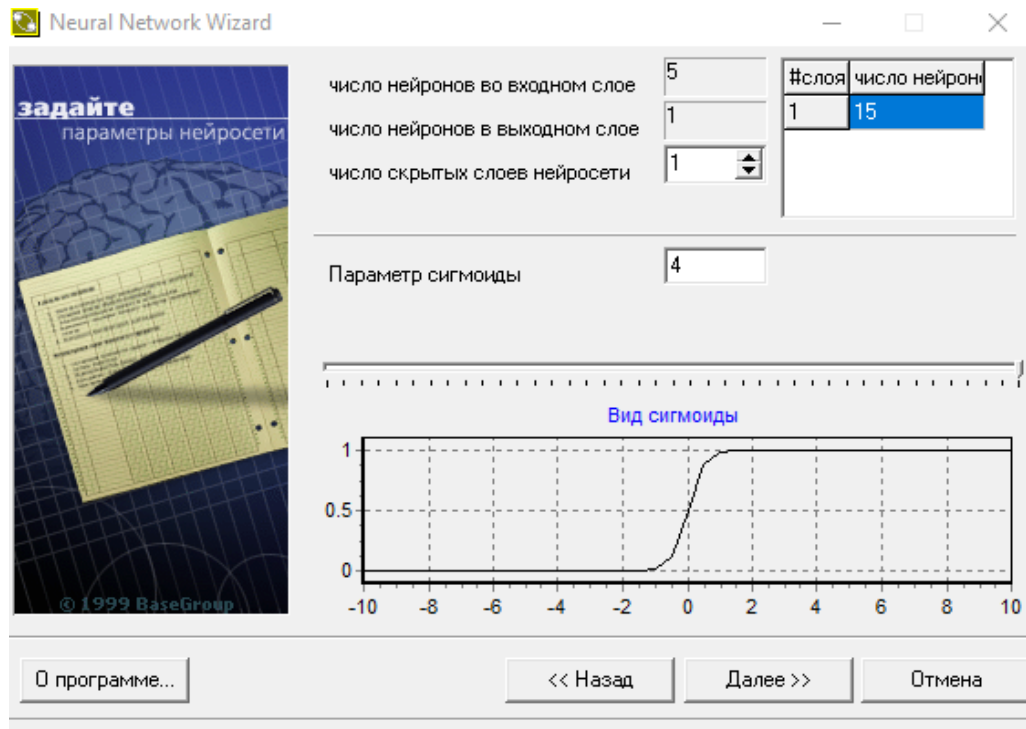 Neural Network Wizard
задайте
параметры нейросети
© 1999 BaseGroup
число нейронов во входном слое 5
число нейронов в выходном слое 1
число скрытых слоев нейросети 1
#слоя число нейрон
1 15
Параметр сигмоиды 4
Вид сигмоиды
1
0.5
0
-10 -8 -6 -4 -2 0 2 4 6 8 10
О программе... << Назад Далее >> Отмена